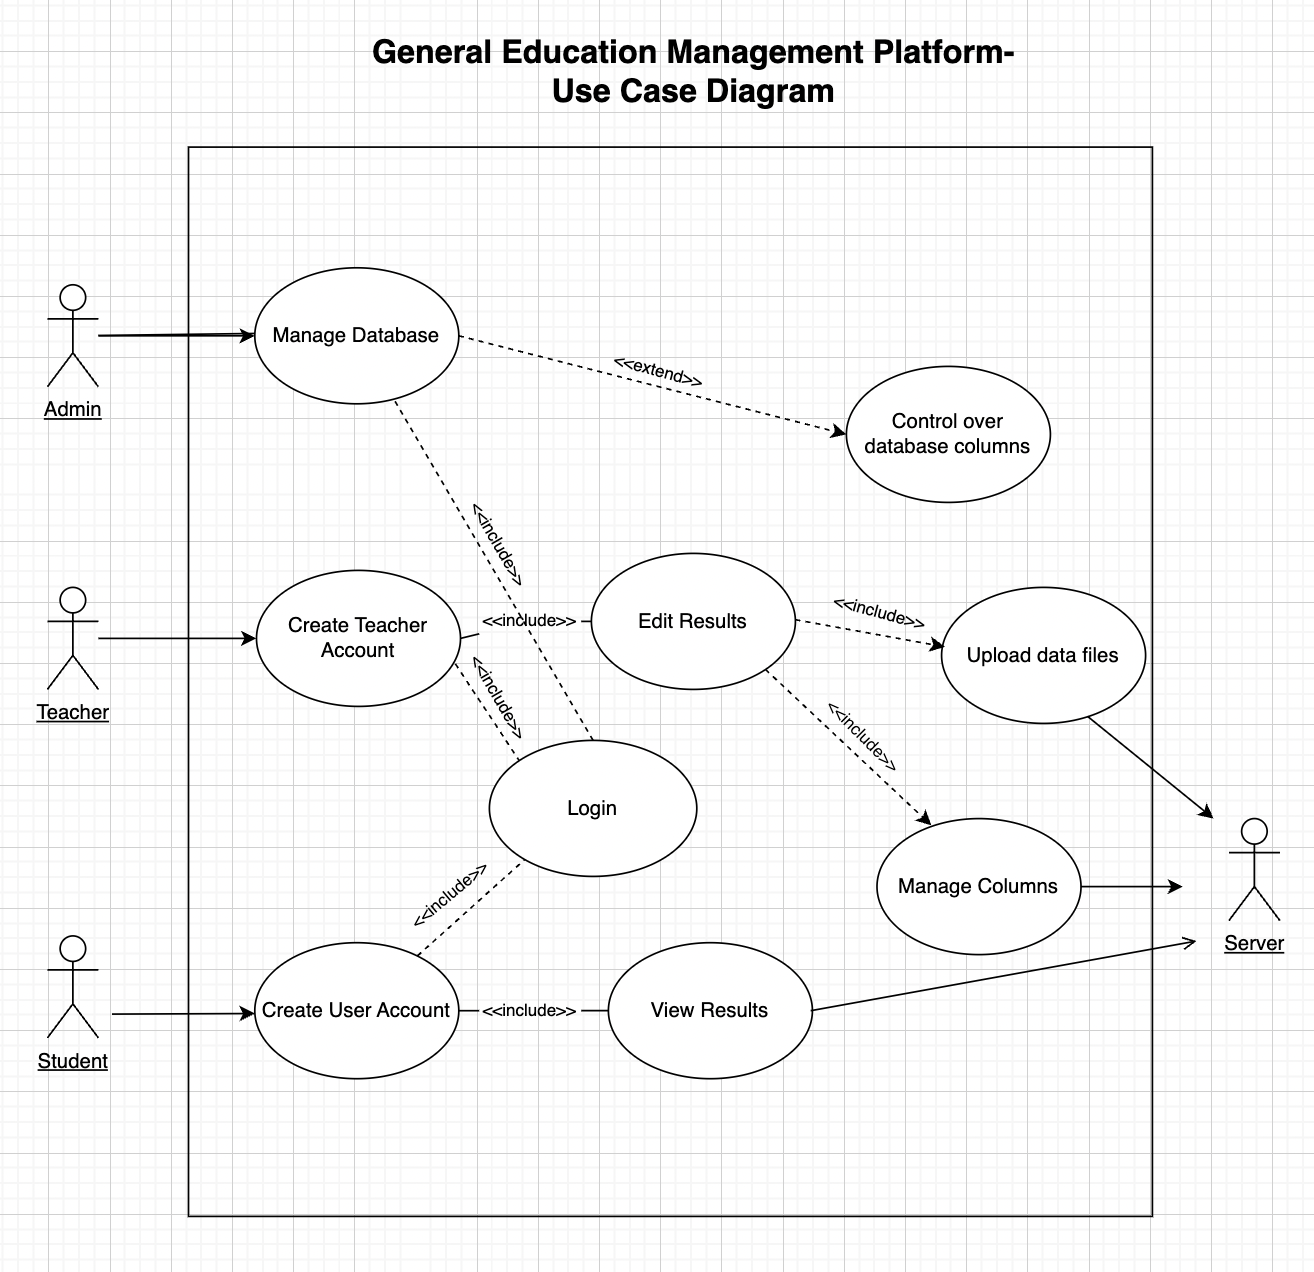 General Education Management Platform-
Use Case Diagram
Manage Database
<<extend>>
Admin
Control over
database columns
<<include>>
Create Teacher
Account
<<include>>
Edit Results
<<include>>
Upload data files
Teacher
<<include>>
<<include>>
Login
Manage Columns
<<include>>
Server
Create User Account
<<include>>
View Results
Student